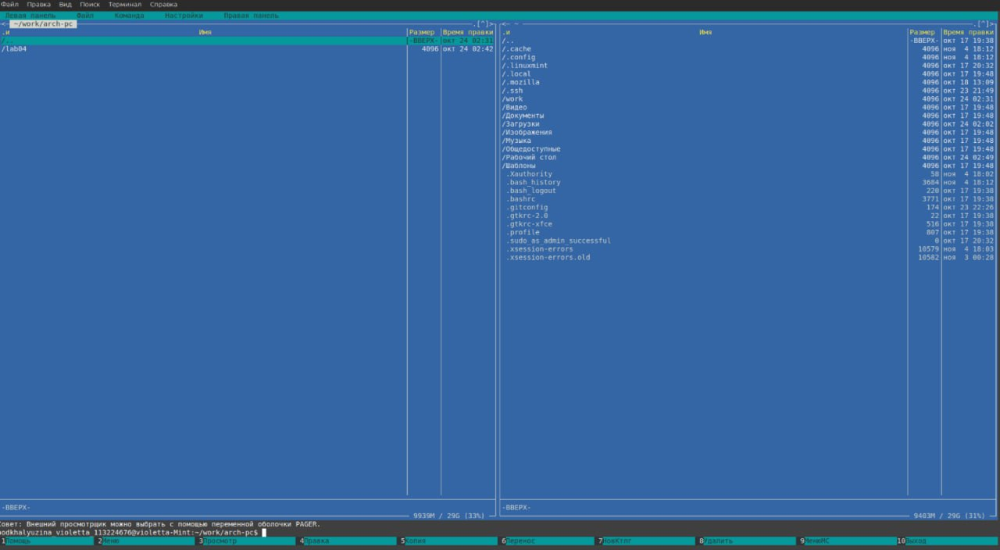 Файл Правка Вид Поиск Терминал Справка
Левая панель Файл Команда Настройки Правая панель
<- ~/work/arch-pc .[^]>
.и Имя Размер Время правки
/.. -ВВЕРХ- окт 24 02:31
/lab04 4096 окт 24 02:42
-ВВЕРХ-
9939M / 29G (33%)
<- ~ .[^]>
.и Имя Размер Время правки
/.. -ВВЕРХ- окт 17 19:38
/.cache 4096 ноя 4 18:12
/.config 4096 ноя 4 18:12
/.linuxmint 4096 окт 17 20:32
/.local 4096 окт 17 19:48
/.mozilla 4096 окт 18 13:09
/.ssh 4096 окт 23 21:49
/work 4096 окт 24 02:31
/Видео 4096 окт 17 19:48
/Документы 4096 окт 17 19:48
/Загрузки 4096 окт 24 02:02
/Изображения 4096 окт 17 19:48
/Музыка 4096 окт 17 19:48
/Общедоступные 4096 окт 17 19:48
/Рабочий стол 4096 окт 24 02:49
/Шаблоны 4096 окт 17 19:48
.Xauthority 58 ноя 4 18:02
.bash_history 3684 ноя 4 18:12
.bash_logout 220 окт 17 19:38
.bashrc 3771 окт 17 19:38
.gitconfig 174 окт 23 22:26
.gtkrc-2.0 22 окт 17 19:38
.gtkrc-xfce 516 окт 17 19:38
.profile 807 окт 17 19:38
.sudo_as_admin_successful 0 окт 17 20:32
.xsession-errors 10579 ноя 4 18:03
.xsession-errors.old 10582 ноя 3 00:28
-ВВЕРХ-
9403M / 29G (31%)
Совет: Внешний просмотрщик можно выбрать с помощью переменной оболочки PAGER.
podkhalyuzina_violetta_113224676@violetta-Mint:~/work/arch-pc$
1Помощь 2Меню 3Просмотр 4Правка 5Копия 6Перенос 7НовКтлг 8Удалить 9МенюМС 10Выход